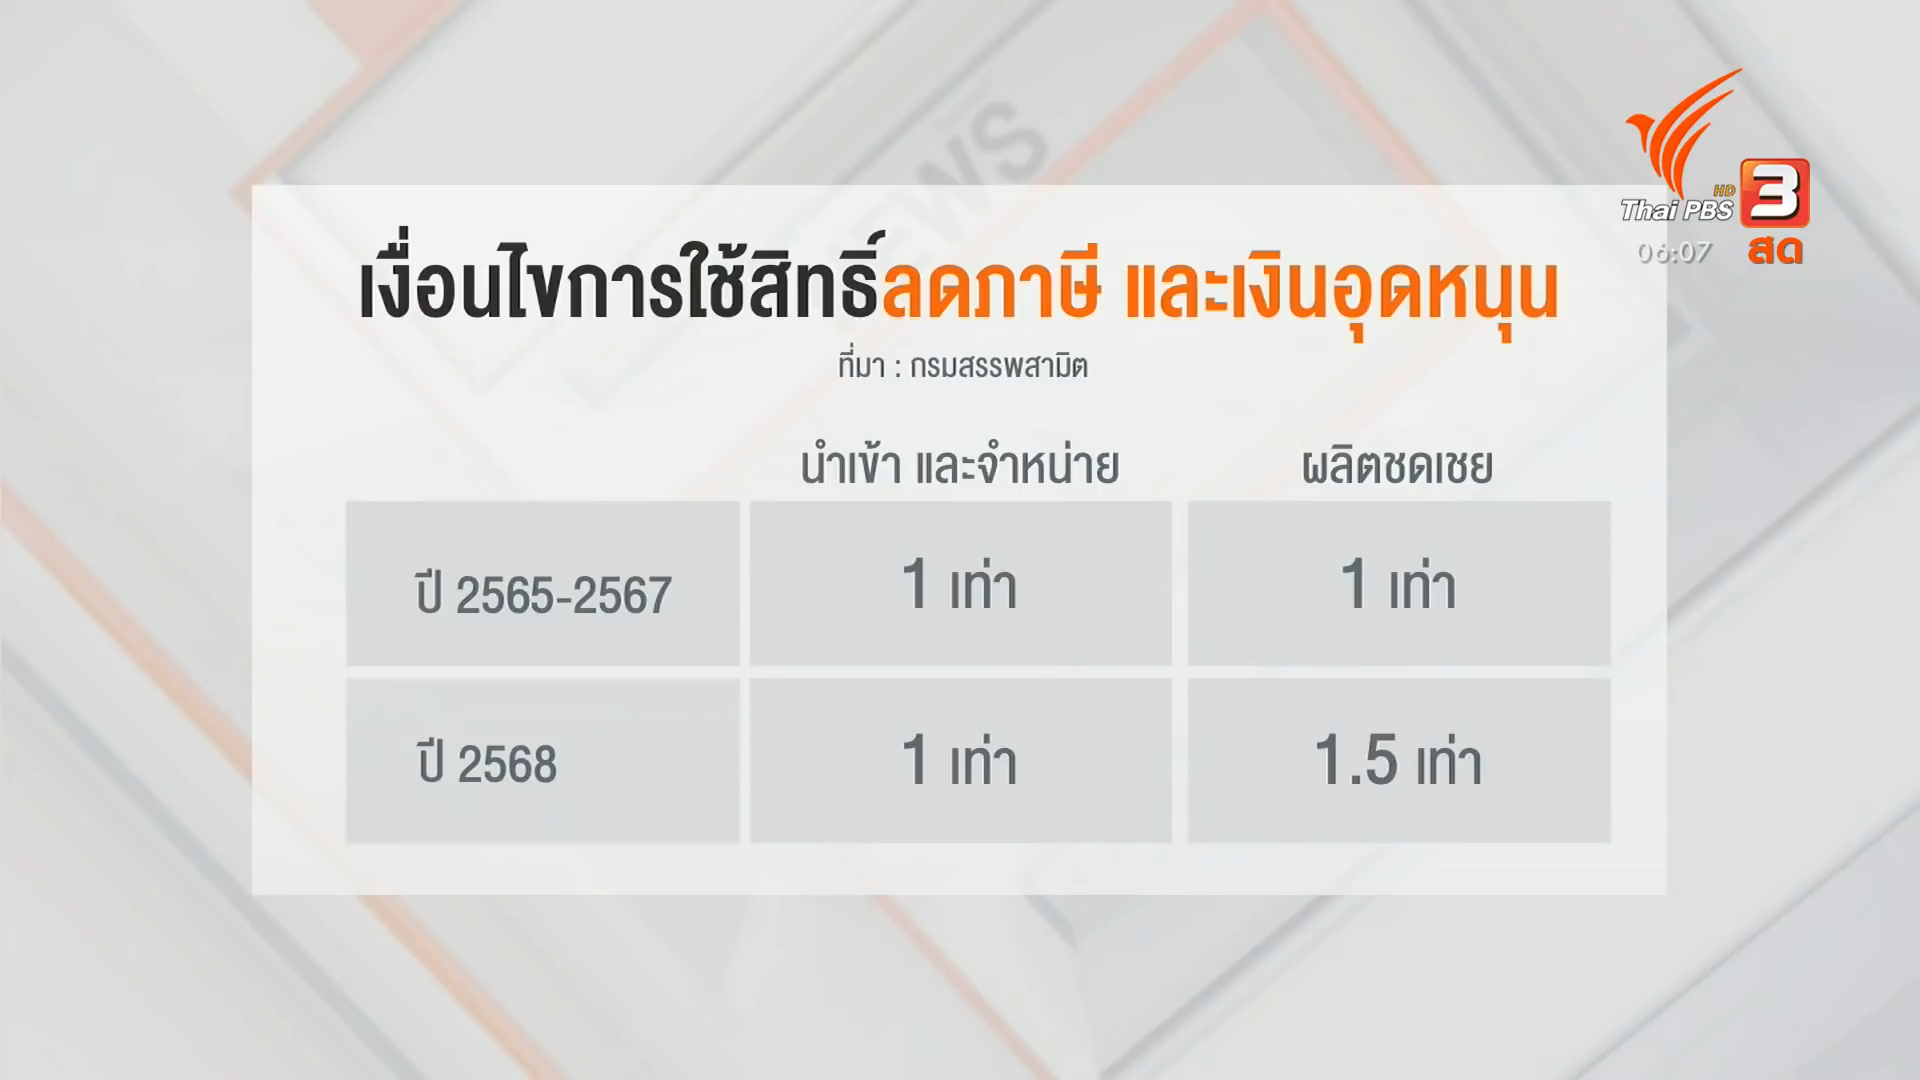 NEWS
HD
Thai PBS 3
06:07 สด
เงื่อนไขการใช้สิทธิ์ลดภาษี และเงินอุดหนุน
ที่มา : กรมสรรพสามิต
นำเข้า และจำหน่าย ผลิตชดเชย
ปี 2565-2567 1 เท่า 1 เท่า
ปี 2568 1 เท่า 1.5 เท่า